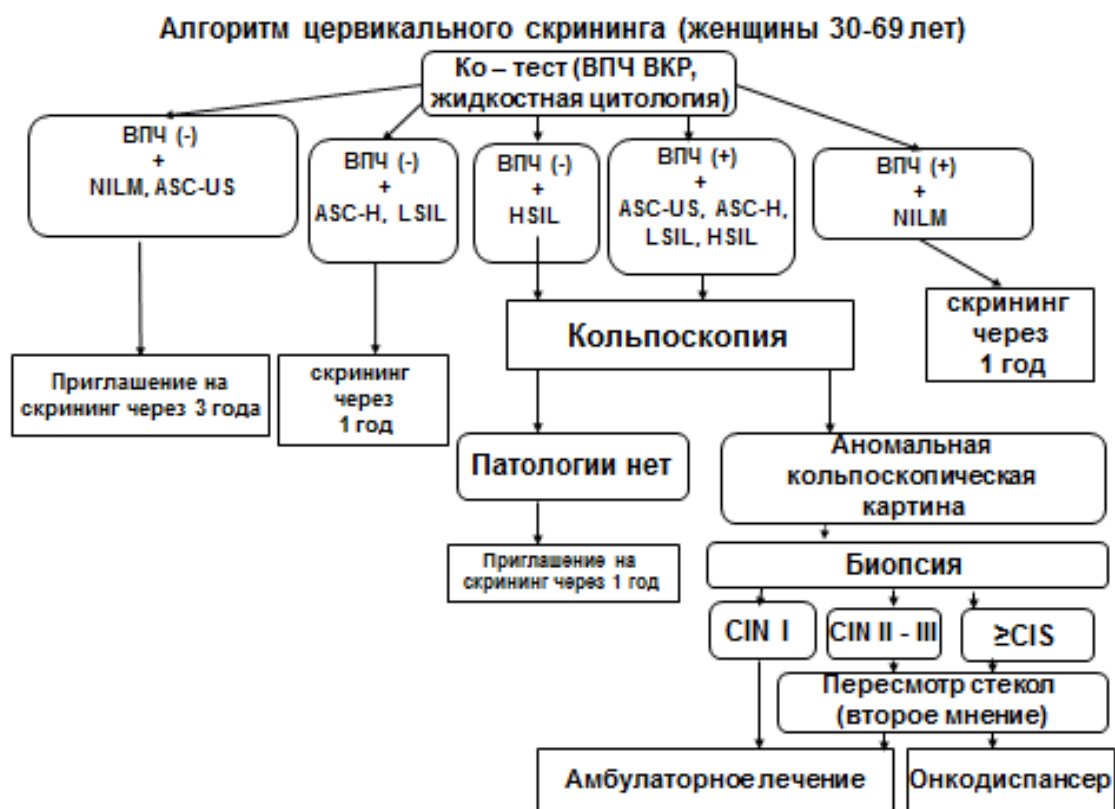 Алгоритм цервикального скрининга (женщины 30-69 лет)
Ко – тест (ВПЧ ВКР,
жидкостная цитология)
ВПЧ (-)
+
NILM, ASC-US
ВПЧ (-)
+
ASC-H, LSIL
ВПЧ (-)
+
HSIL
ВПЧ (+)
+
ASC-US, ASC-H,
LSIL, HSIL
ВПЧ (+)
+
NILM
Приглашение на
скрининг через 3 года
скрининг
через
1 год
Кольпоскопия
скрининг
через
1 год
Патологии нет
Аномальная
кольпоскопическая
картина
Приглашение на
скрининг через 1 год
Биопсия
CIN I
CIN II - III
≥CIS
Пересмотр стекол
(второе мнение)
Амбулаторное лечение
Онкодиспансер